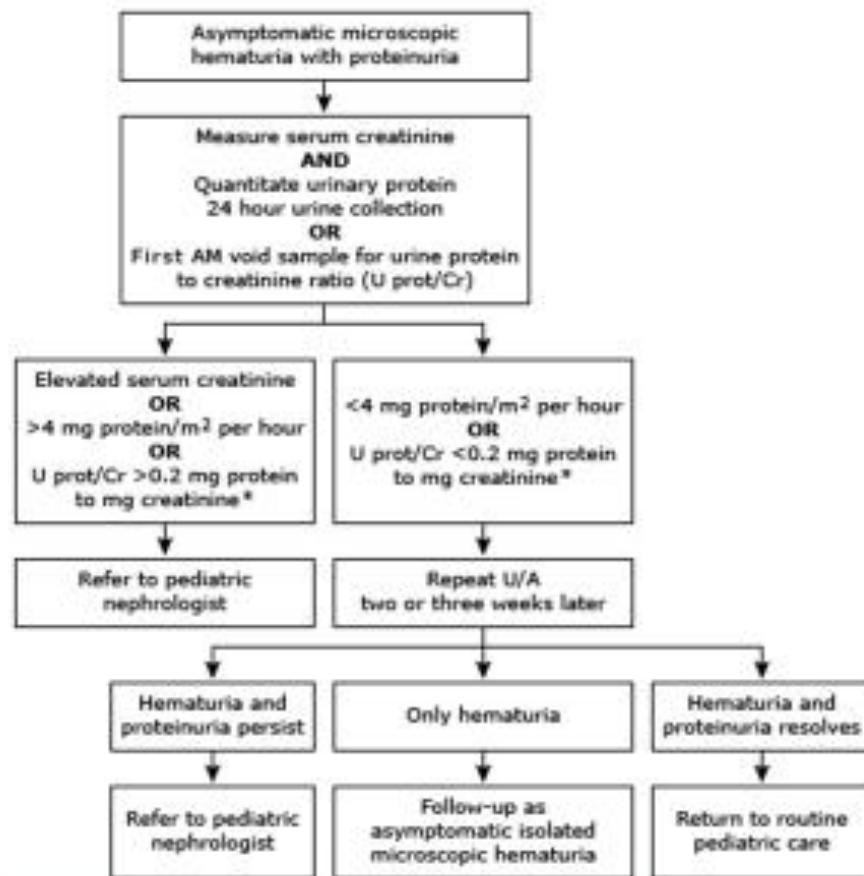 Asymptomatic microscopic
hematuria with proteinuria
Measure serum creatinine
AND
Quantitate urinary protein
24 hour urine collection
OR
First AM void sample for urine protein
to creatinine ratio (U prot/Cr)
Elevated serum creatinine
OR
>4 mg protein/m² per hour
OR
U prot/Cr >0.2 mg protein
to mg creatinine*
<4 mg protein/m² per hour
OR
U prot/Cr <0.2 mg protein
to mg creatinine*
Refer to pediatric
nephrologist
Repeat U/A
two or three weeks later
Hematuria and
proteinuria persist
Only hematuria
Hematuria and
proteinuria resolves
Refer to pediatric
nephrologist
Follow-up as
asymptomatic isolated
microscopic hematuria
Return to routine
pediatric care